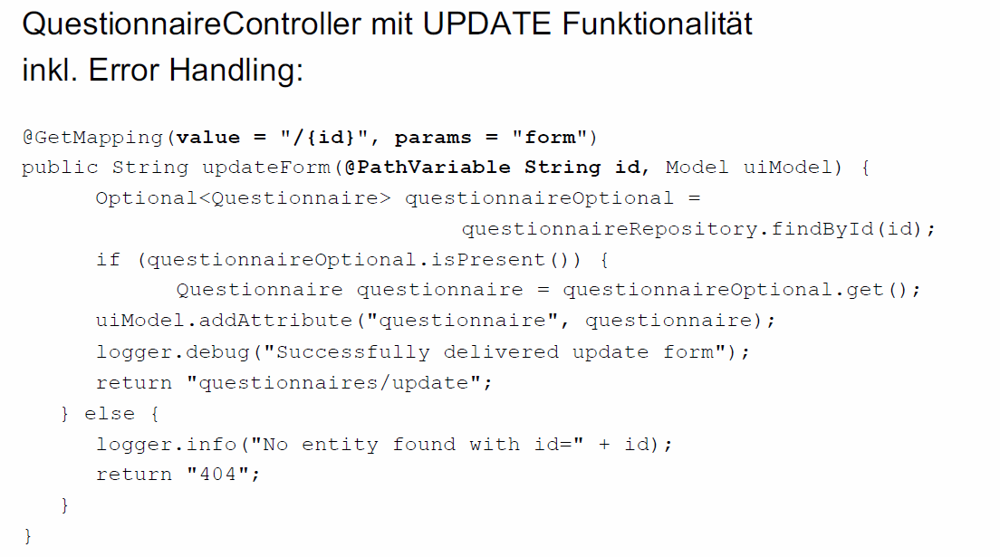 QuestionnaireController mit UPDATE Funktionalität
inkl. Error Handling:
@GetMapping(value = "/{id}", params = "form")
public String updateForm(@PathVariable String id, Model uiModel) {
Optional<Questionnaire> questionnaireOptional =
questionnaireRepository.findById(id);
if (questionnaireOptional.isPresent()) {
Questionnaire questionnaire = questionnaireOptional.get();
uiModel.addAttribute("questionnaire", questionnaire);
logger.debug("Successfully delivered update form");
return "questionnaires/update";
} else {
logger.info("No entity found with id=" + id);
return "404";
}
}